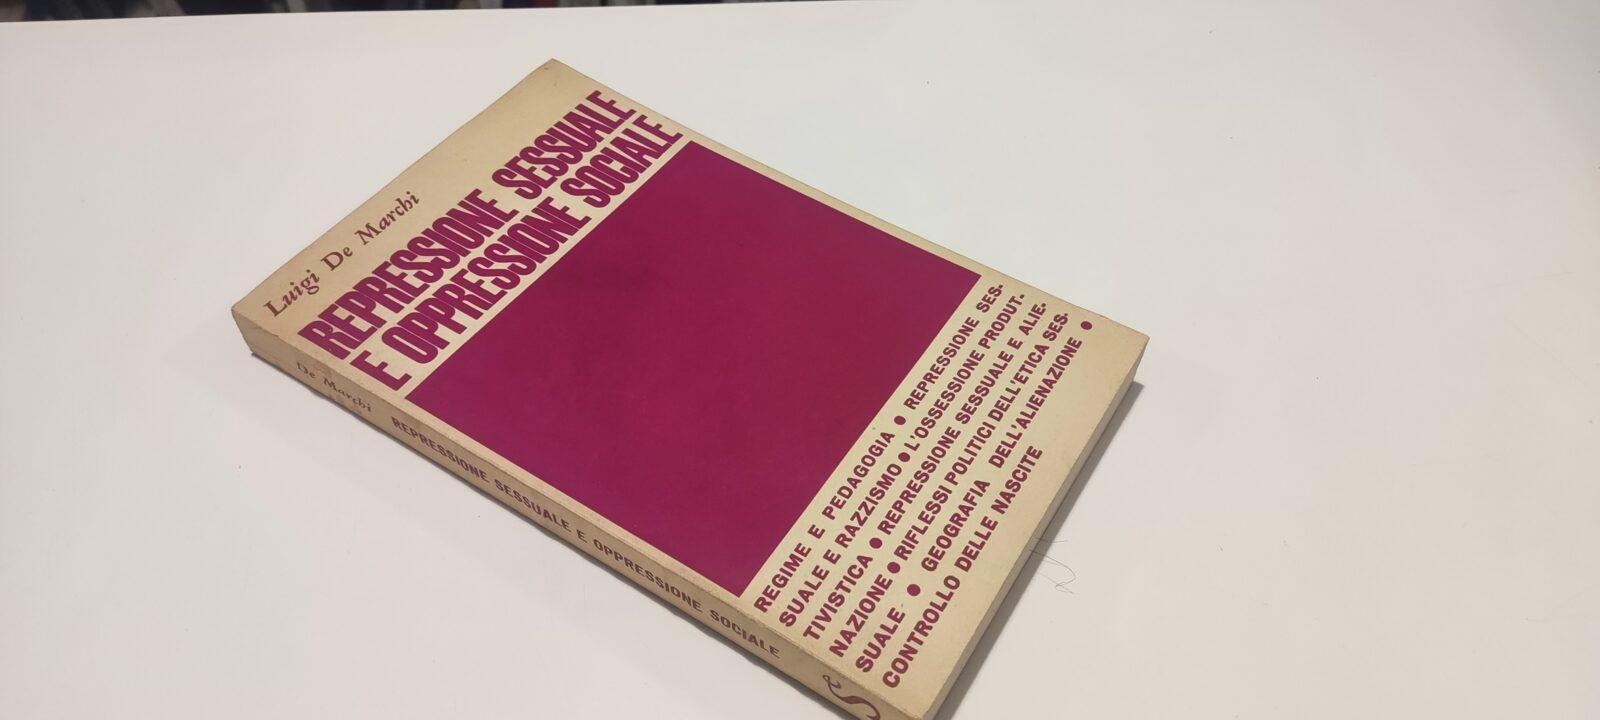 Luigi De Marchi
REPRESSIONE SESSUALE
E OPPRESSIONE SOCIALE
REGIME E PEDAGOGIA ● REPRESSIONE SES-
SUALE E RAZZISMO ● L'OSSESSIONE PRODUT-
TIVISTICA ● REPRESSIONE SESSUALE E ALIE-
NAZIONE ● RIFLESSI POLITICI DELL'ETICA SES-
SUALE ● GEOGRAFIA DELL'ALIENAZIONE ●
CONTROLLO DELLE NASCITE
De Marchi REPRESSIONE SESSUALE E OPPRESSIONE SOCIALE